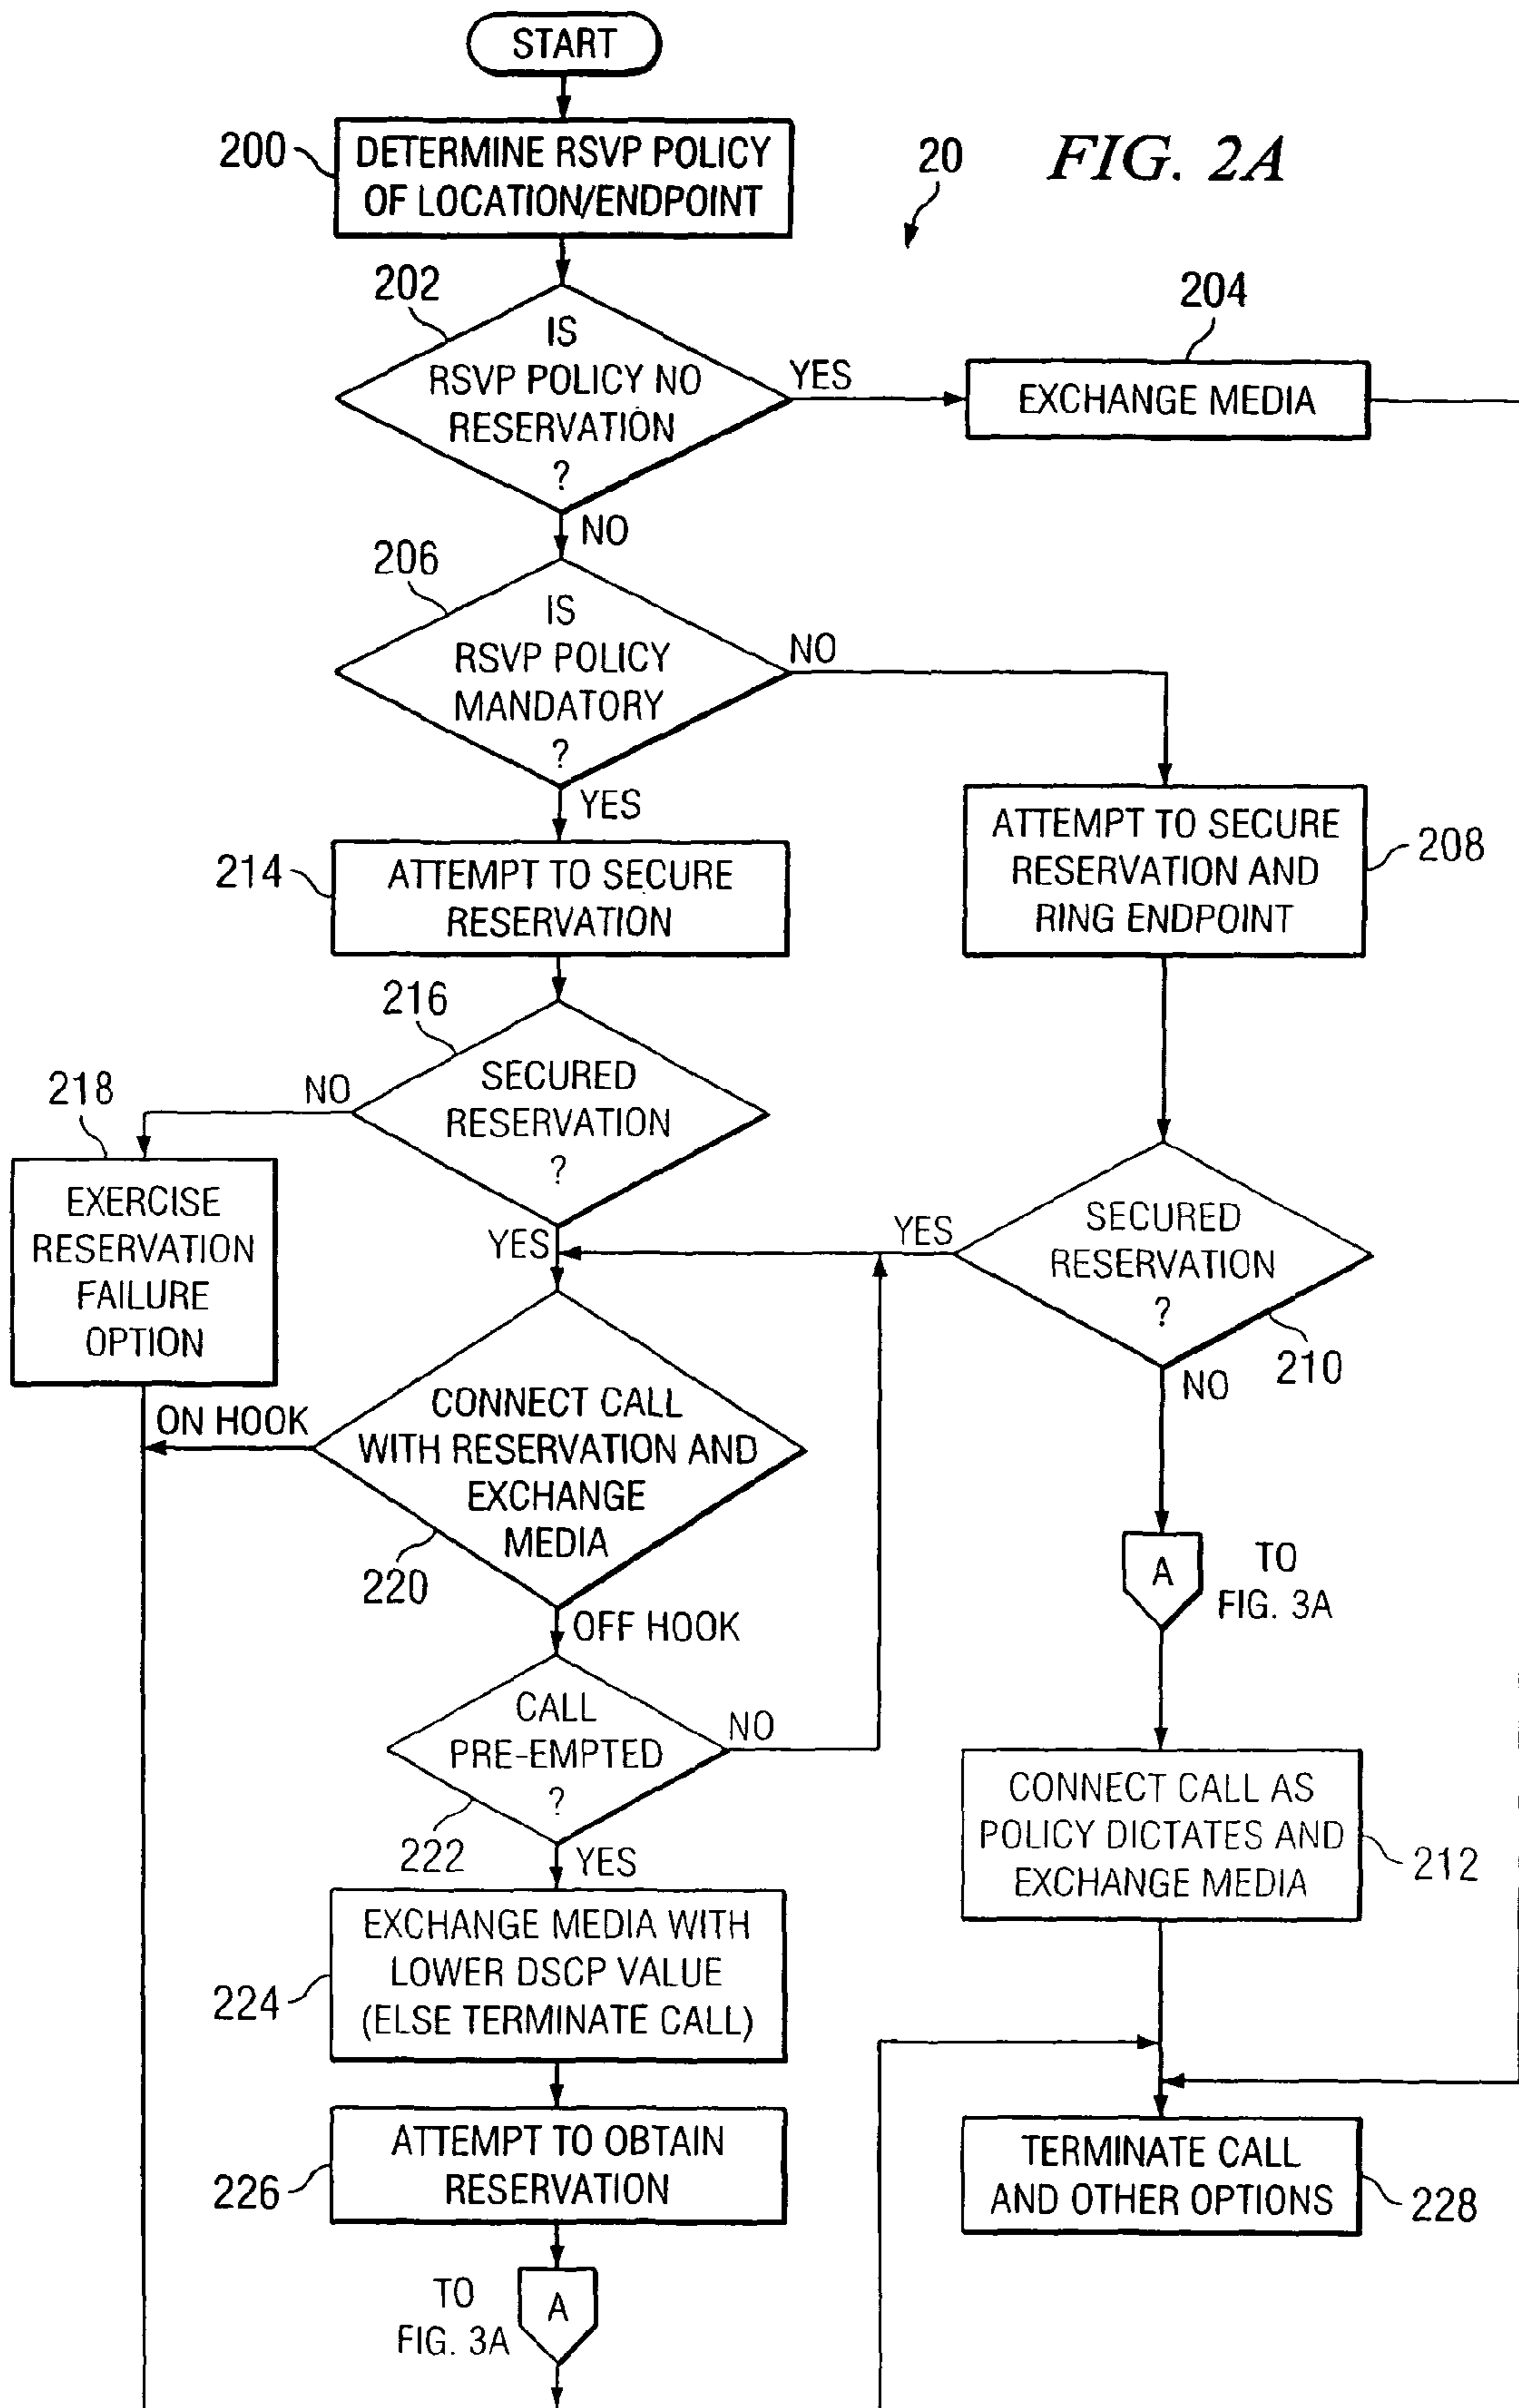 START
200
DETERMINE RSVP POLICY
OF LOCATION/ENDPOINT
20
FIG. 2A
202
IS
RSVP POLICY NO
RESERVATION
?
YES
204
EXCHANGE MEDIA
NO
206
IS
RSVP POLICY
MANDATORY
?
NO
YES
214
ATTEMPT TO SECURE
RESERVATION
ATTEMPT TO SECURE
RESERVATION AND
RING ENDPOINT
208
216
SECURED
RESERVATION
?
NO
218
EXERCISE
RESERVATION
FAILURE
OPTION
YES
YES
SECURED
RESERVATION
?
210
NO
ON HOOK
CONNECT CALL
WITH RESERVATION AND
EXCHANGE
MEDIA
220
A
TO
FIG. 3A
OFF HOOK
CALL
PRE-EMPTED
?
NO
222
YES
CONNECT CALL AS
POLICY DICTATES AND
EXCHANGE MEDIA
212
EXCHANGE MEDIA WITH
LOWER DSCP VALUE
(ELSE TERMINATE CALL)
224
ATTEMPT TO OBTAIN
RESERVATION
226
TERMINATE CALL
AND OTHER OPTIONS
228
TO
FIG. 3A
A